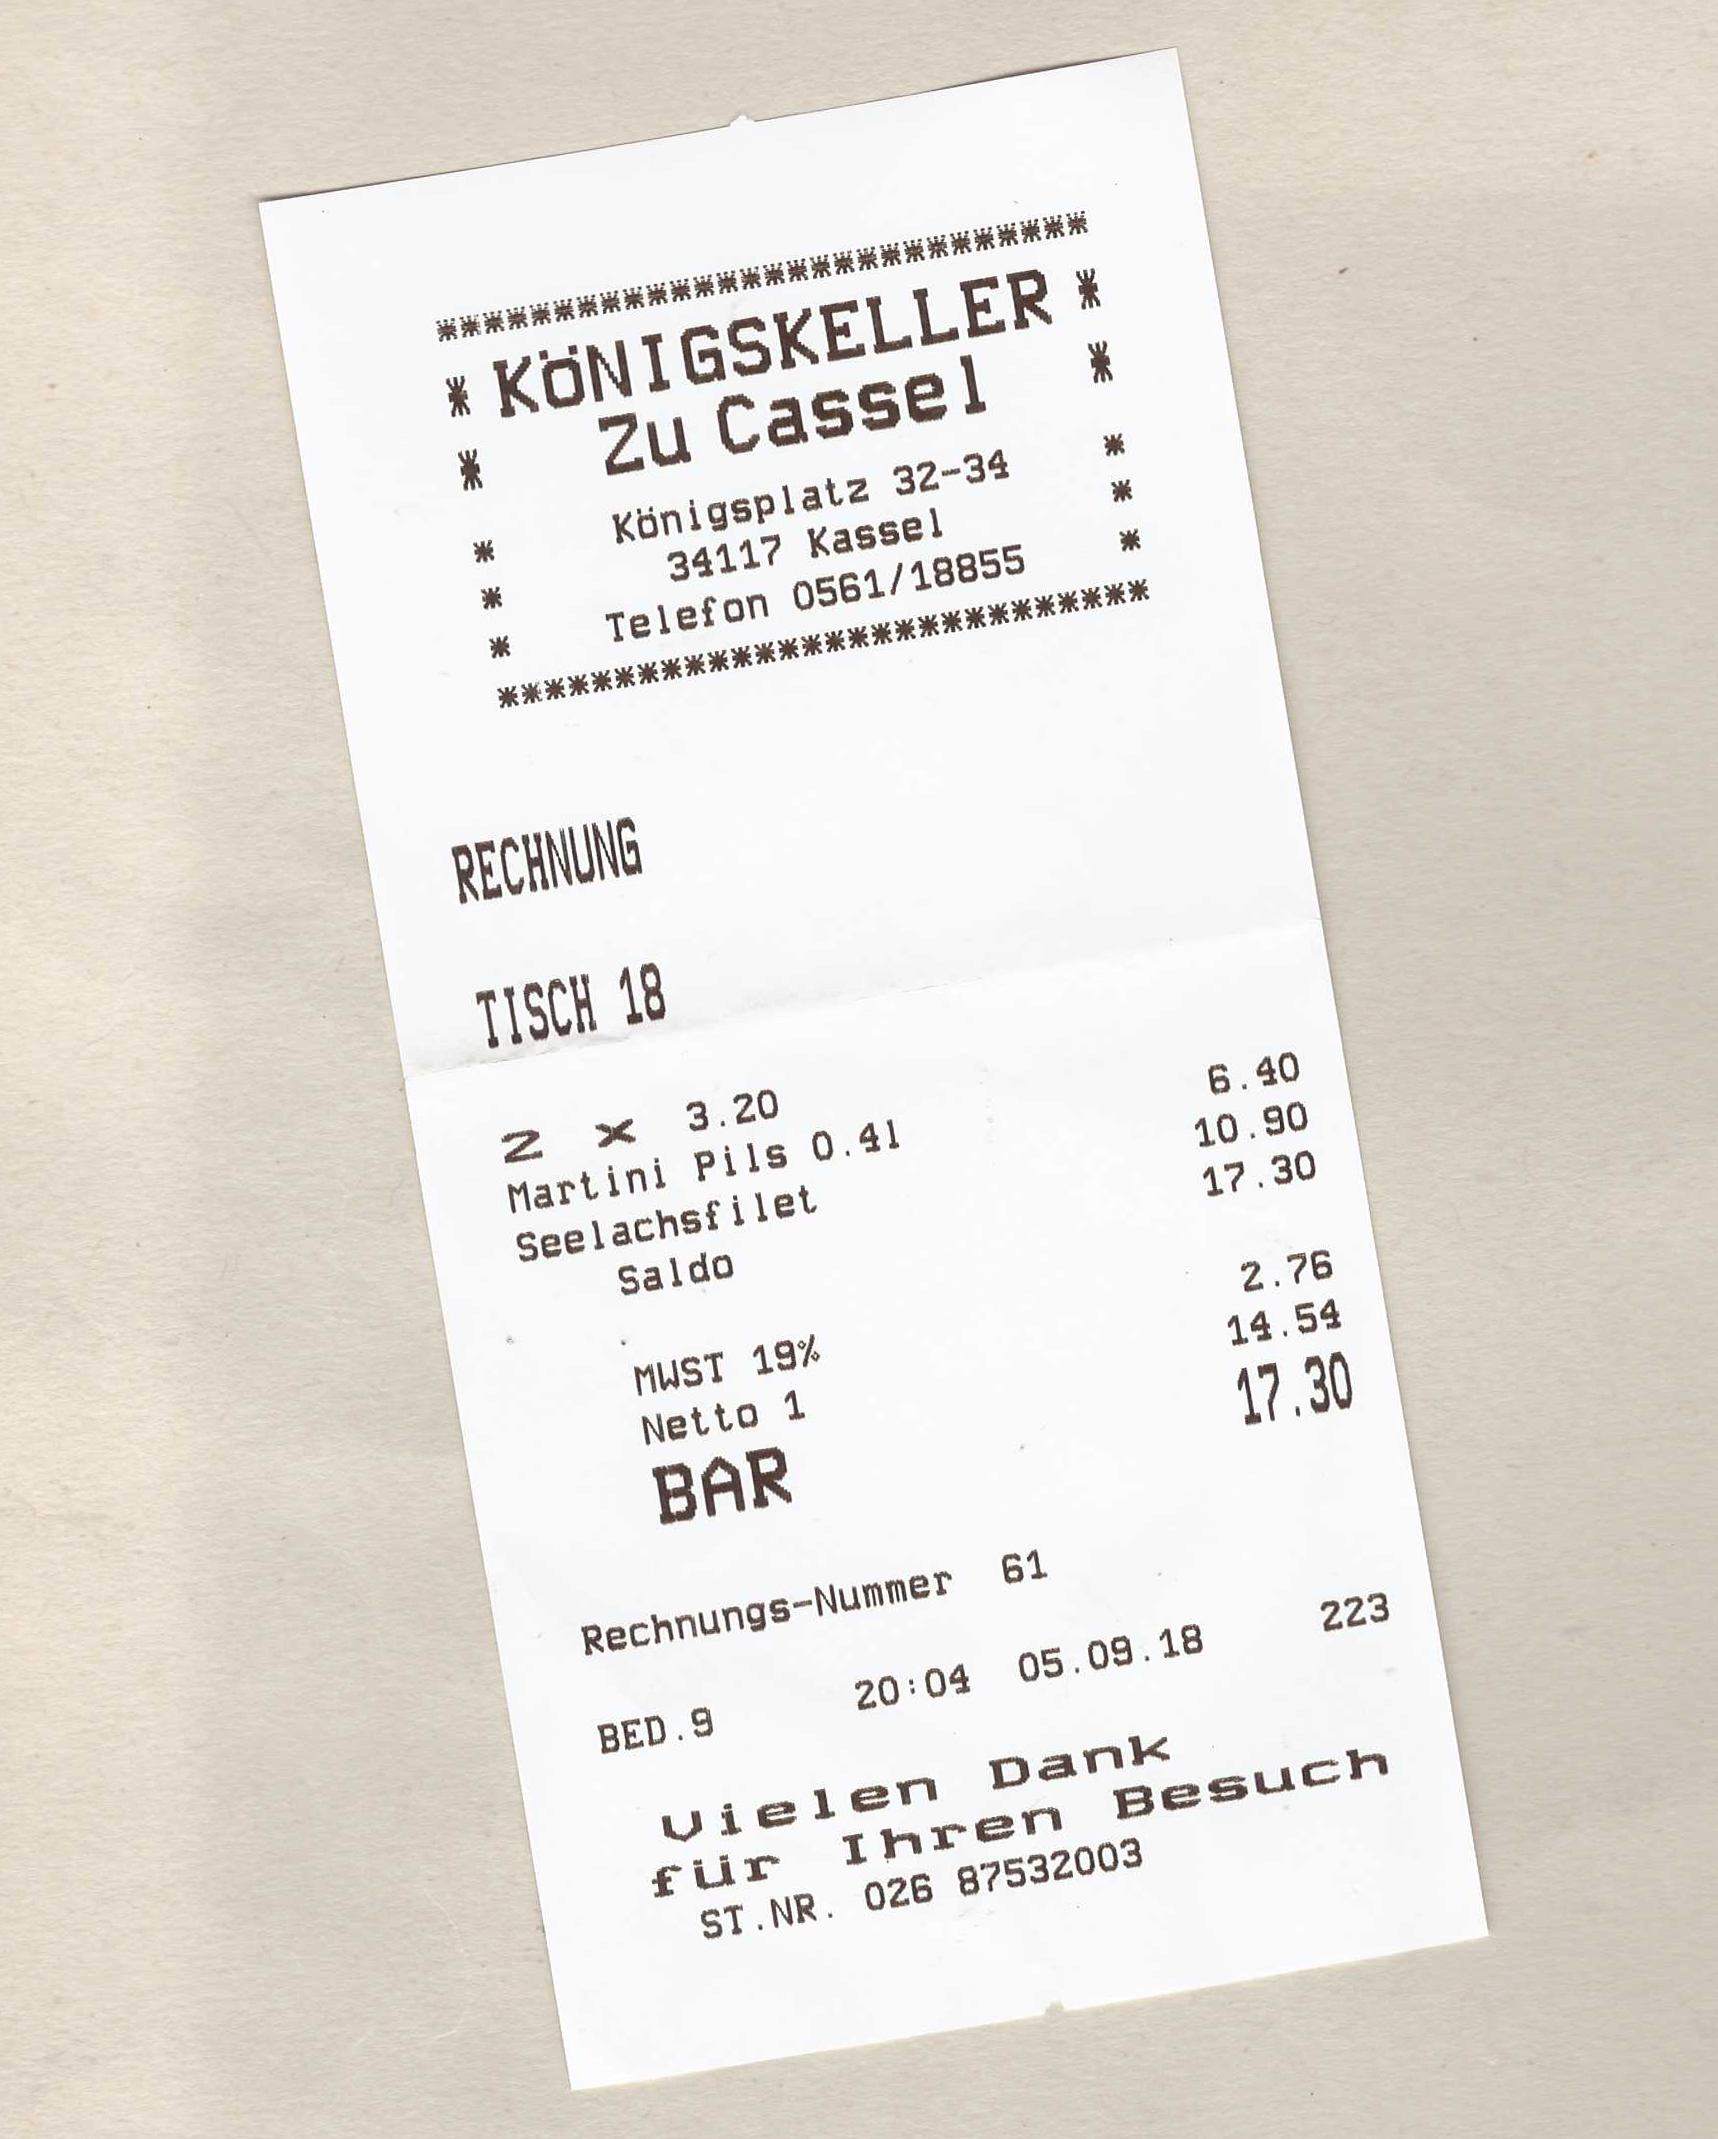 ***************************
* KÖNIGSKELLER *
* Zu Cassel *
* Königsplatz 32-34 *
* 34117 Kassel *
* Telefon 0561/18855 *
***************************
RECHNUNG
TISCH 18
2 x 3.20
Martini Pils 0.4l 6.40
Seelachsfilet 10.90
Saldo 17.30
MWST 19% 2.76
Netto 1 14.54
BAR 17.30
Rechnungs-Nummer 61
BED.9 20:04 05.09.18 223
Vielen Dank
für Ihren Besuch
ST.NR. 026 87532003